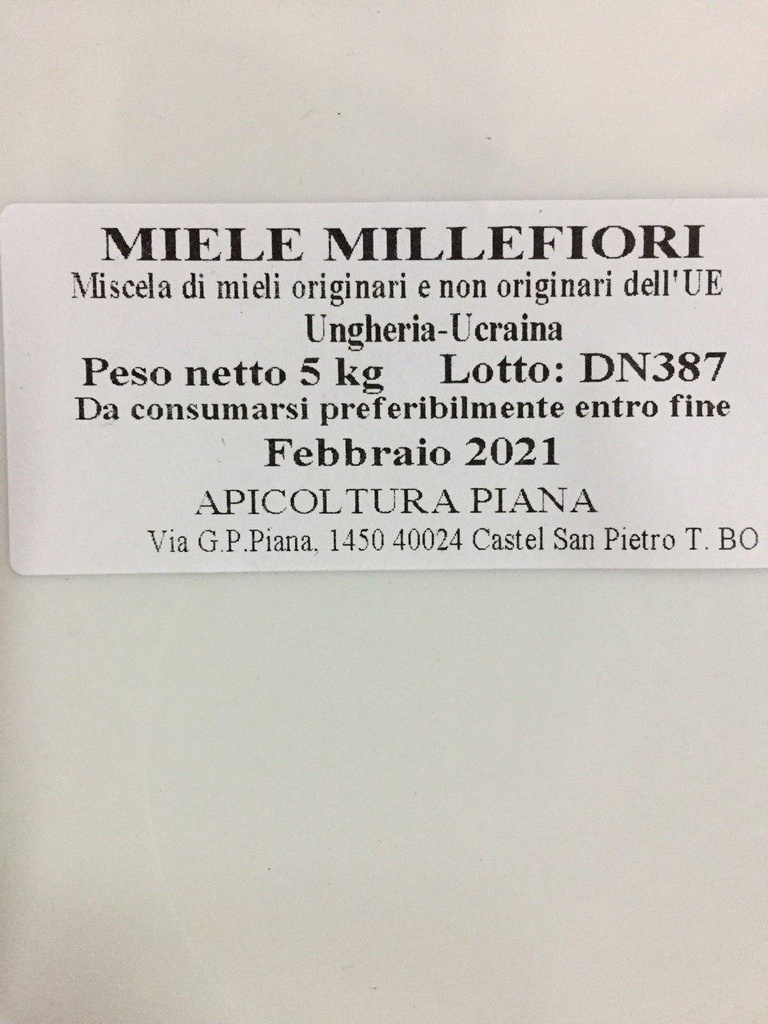 MIELE MILLEFIORI
Miscela di mieli originari e non originari dell'UE
Ungheria-Ucraina
Peso netto 5 kg Lotto: DN387
Da consumarsi preferibilmente entro fine
Febbraio 2021
APICOLTURA PIANA
Via G.P.Piana, 1450 40024 Castel San Pietro T. BO